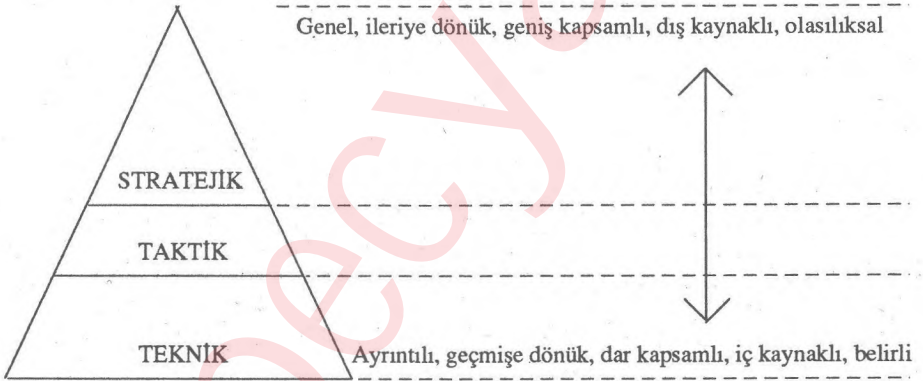 Genel, ileriye dönük, geniş kapsamlı, dış kaynaklı, olasılıksal
STRATEJİK
TAKTİK
TEKNİK
Ayrıntılı, geçmişe dönük, dar kapsamlı, iç kaynaklı, belirli